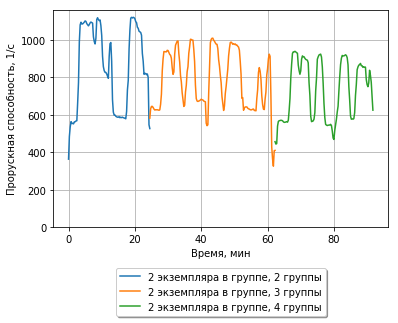 1000
800
600
400
200
0
Прорускная способность, 1/с
0 20 40 60 80
Время, мин
2 экземпляра в группе, 2 группы
2 экземпляра в группе, 3 группы
2 экземпляра в группе, 4 группы